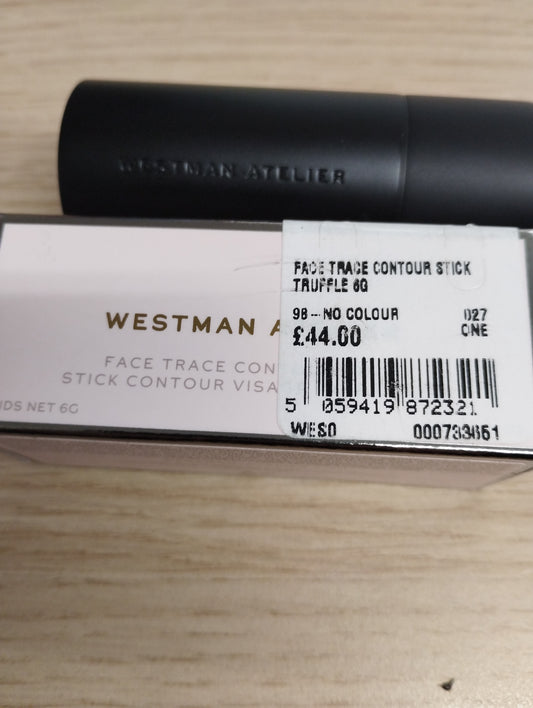 WESTMAN ATELIER
WESTMAN A
FACE TRACE CON
STICK CONTOUR VISA
IDS NET 6G
FACE TRACE CONTOUR STICK
TRUFFLE 6G
98 - NO COLOUR 027
£44.00 ONE
5 059419 872321
WES0 000733651